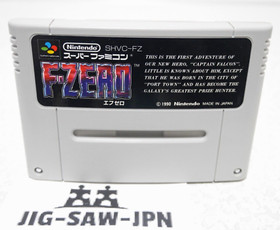 Nintendo SHVC-FZ
スーパーファミコン
F-ZERO
エフゼロ
THIS IS THE FIRST ADVENTURE OF
OUR NEW HERO, "CAPTAIN FALCON".
LITTLE IS KNOWN ABOUT HIM, EXCEPT
THAT HE WAS BORN IN THE CITY OF
"PORT TOWN" AND HAS BECOME THE
GALAXY'S GREATEST PRIZE HUNTER.
© 1990 Nintendo MADE IN JAPAN
JIG-SAW-JPN